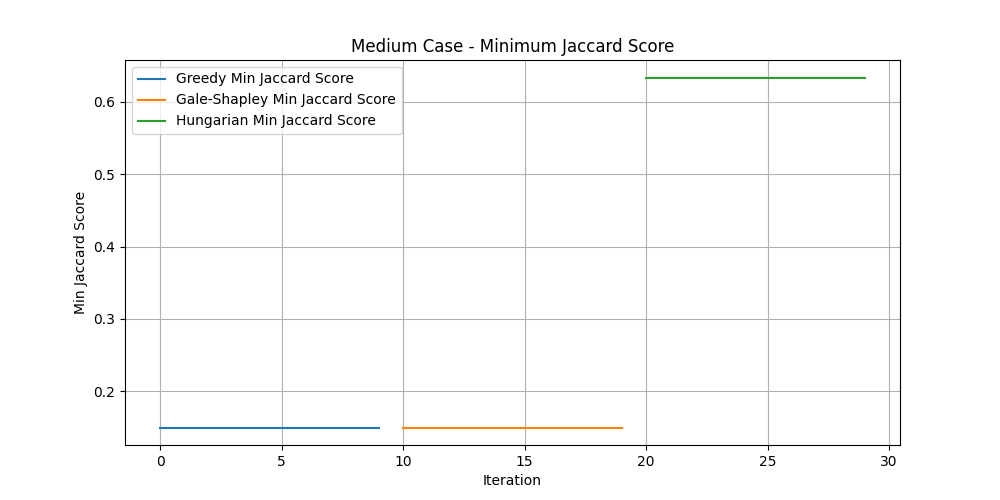 Medium Case - Minimum Jaccard Score
Greedy Min Jaccard Score
Gale-Shapley Min Jaccard Score
Hungarian Min Jaccard Score
Min Jaccard Score
0.6
0.5
0.4
0.3
0.2
0 5 10 15 20 25 30
Iteration